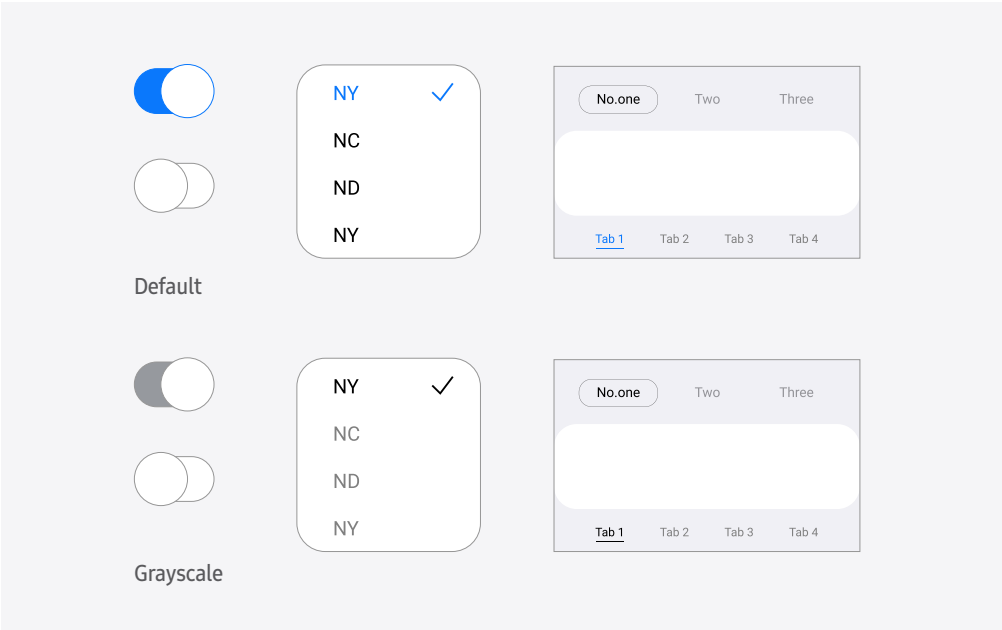 NY
NC
ND
NY
No.one Two Three
Tab 1 Tab 2 Tab 3 Tab 4
Default
NY
NC
ND
NY
No.one Two Three
Tab 1 Tab 2 Tab 3 Tab 4
Grayscale